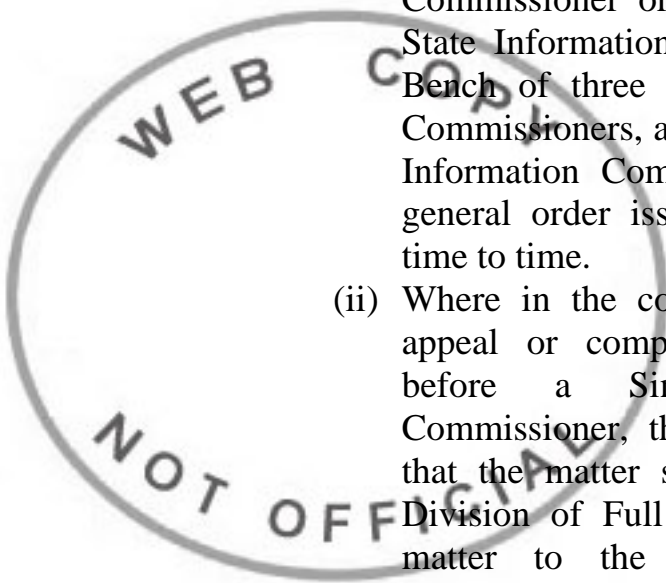 Commissioner or
State Information
Bench of three
Commissioners, a
Information Com
general order iss
time to time.
(ii) Where in the co
appeal or comp
before a Sin
Commissioner, th
that the matter s
Division of Full
matter to the
WEB COPY
NOT OFFICIAL